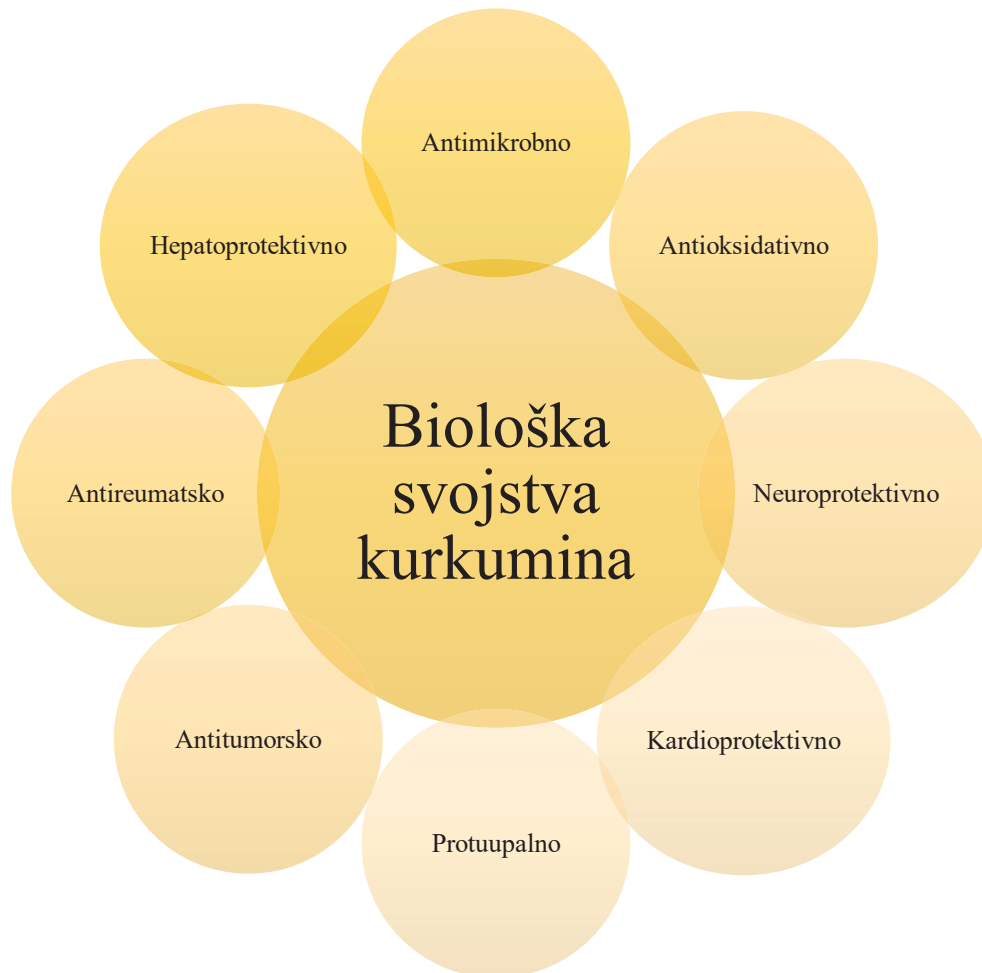 Antimikrobno
Hepatoprotektivno
Antioksidativno
Biološka
svojstva
kurkumina
Antireumatsko
Neuroprotektivno
Antitumorsko
Kardioprotektivno
Protuupalno